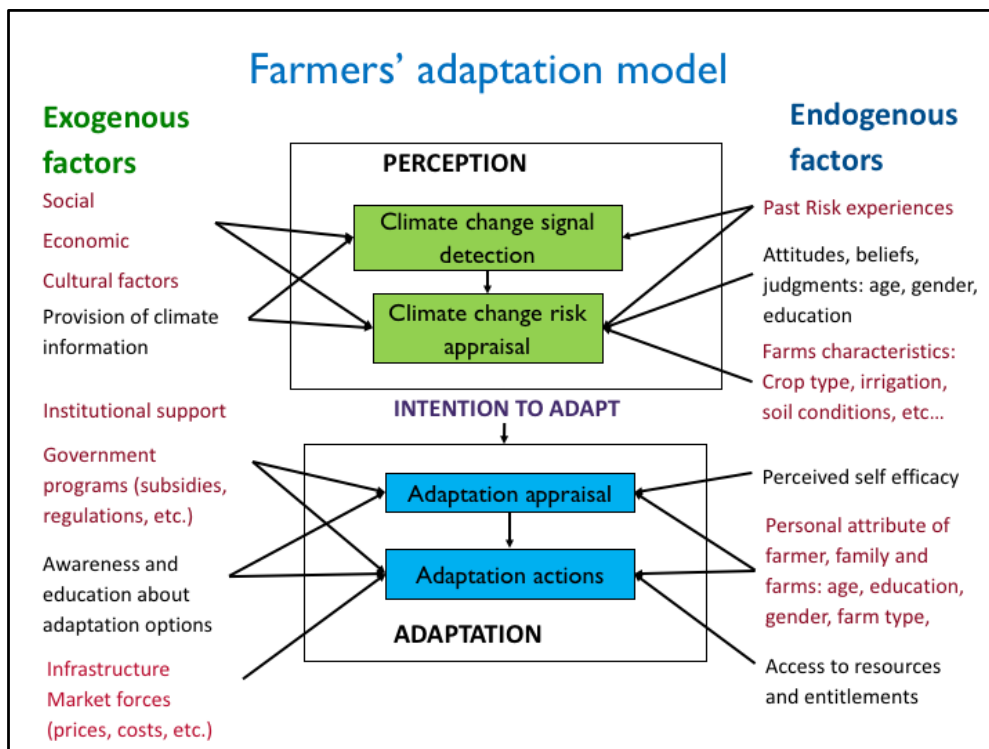 Farmers' adaptation model
Exogenous
factors
Social
Economic
Cultural factors
Provision of climate
information
Institutional support
Government
programs (subsidies,
regulations, etc.)
Awareness and
education about
adaptation options
Infrastructure
Market forces
(prices, costs, etc.)
PERCEPTION
Climate change signal
detection
Climate change risk
appraisal
INTENTION TO ADAPT
Adaptation appraisal
Adaptation actions
ADAPTATION
Endogenous
factors
Past Risk experiences
Attitudes, beliefs,
judgments: age, gender,
education
Farms characteristics:
Crop type, irrigation,
soil conditions, etc...
Perceived self efficacy
Personal attribute of
farmer, family and
farms: age, education,
gender, farm type,
Access to resources
and entitlements